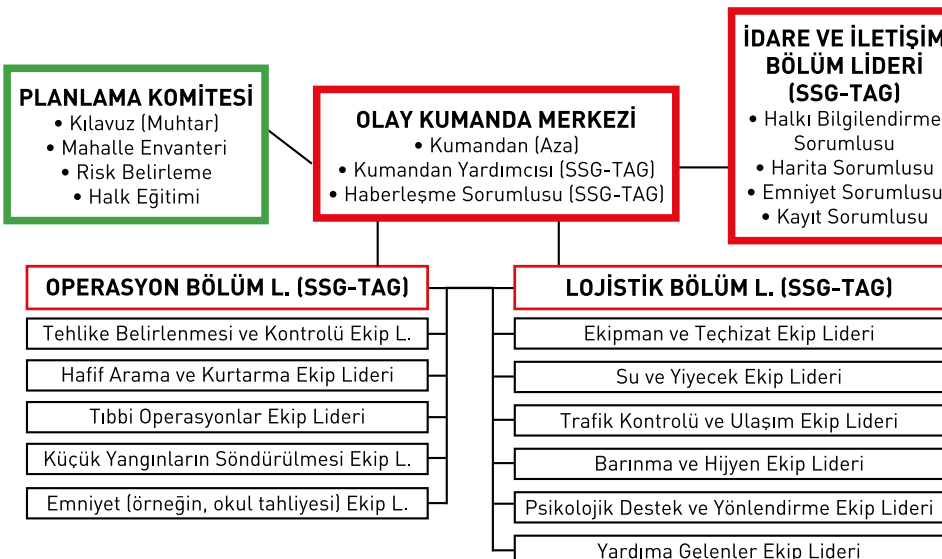 PLANLAMA KOMİTESİ
• Kılavuz (Muhtar)
• Mahalle Envanteri
• Risk Belirleme
• Halk Eğitimi
OLAY KUMANDA MERKEZİ
• Kumandan (Aza)
• Kumandan Yardımcısı (SSG-TAG)
• Haberleşme Sorumlusu (SSG-TAG)
İDARE VE İLETİŞİM
BÖLÜM LİDERİ
(SSG-TAG)
• Halkı Bilgilendirme
Sorumlusu
• Harita Sorumlusu
• Emniyet Sorumlusu
• Kayıt Sorumlusu
OPERASYON BÖLÜM L. (SSG-TAG)
Tehlike Belirlenmesi ve Kontrolü Ekip L.
Hafif Arama ve Kurtarma Ekip Lideri
Tıbbi Operasyonlar Ekip Lideri
Küçük Yangınların Söndürülmesi Ekip L.
Emniyet (örneğin, okul tahliyesi) Ekip L.
LOJİSTİK BÖLÜM L. (SSG-TAG)
Ekipman ve Teçhizat Ekip Lideri
Su ve Yiyecek Ekip Lideri
Trafik Kontrolü ve Ulaşım Ekip Lideri
Barınma ve Hijyen Ekip Lideri
Psikolojik Destek ve Yönlendirme Ekip Lideri
Yardıma Gelenler Ekip Lideri